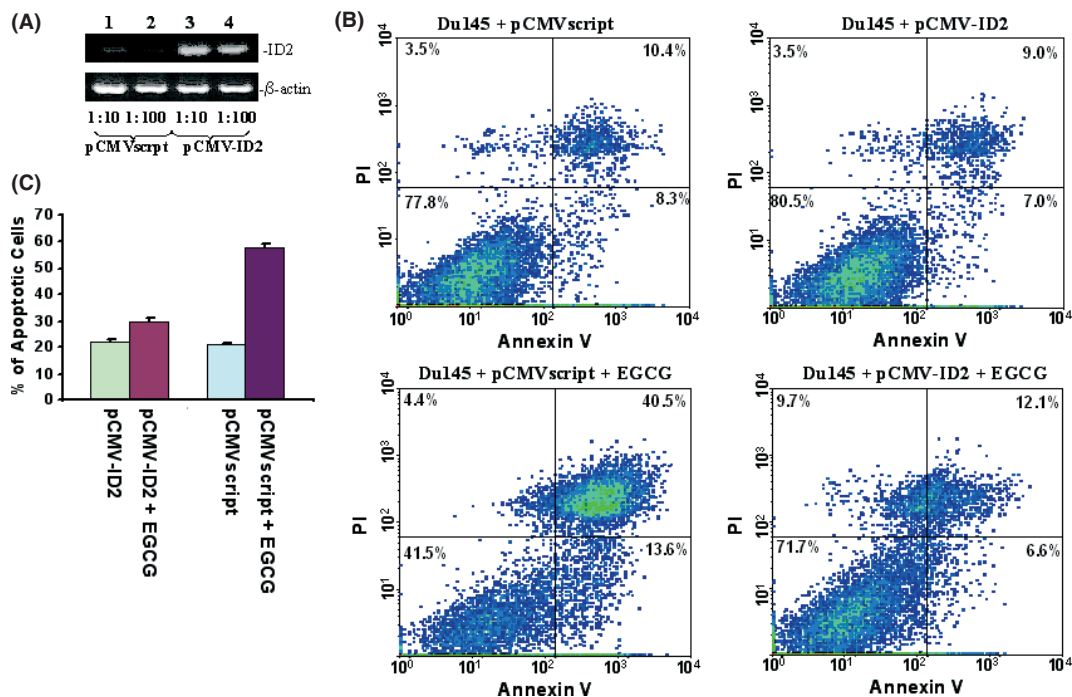 (A)
1 2 3 4
-ID2
-β-actin
1:10 1:100 1:10 1:100
pCMVscrpt pCMV-ID2
(B)
Du145 + pCMVscript
3.5% 10.4%
77.8% 8.3%
PI
10⁴
10³
10²
10¹
10⁰ 10¹ 10² 10³ 10⁴
Annexin V
Du145 + pCMV-ID2
3.5% 9.0%
80.5% 7.0%
PI
10⁴
10³
10²
10¹
10⁰ 10¹ 10² 10³ 10⁴
Annexin V
(C)
% of Apoptotic Cells
70
60
50
40
30
20
10
0
pCMV-ID2
pCMV-ID2 + EGCG
pCMVscript
pCMVscript + EGCG
Du145 + pCMVscript + EGCG
4.4% 40.5%
41.5% 13.6%
PI
10⁴
10³
10²
10¹
10⁰ 10¹ 10² 10³ 10⁴
Annexin V
Du145 + pCMV-ID2 + EGCG
9.7% 12.1%
71.7% 6.6%
PI
10⁴
10³
10²
10¹
10⁰ 10¹ 10² 10³ 10⁴
Annexin V